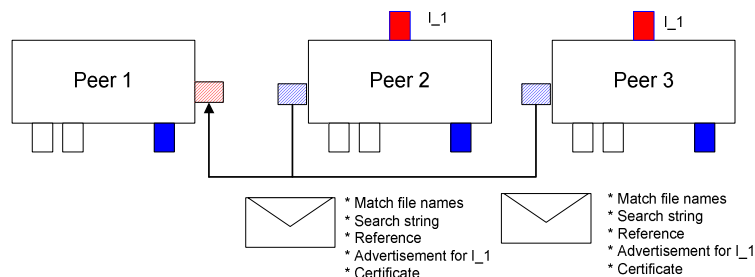 I_1
I_1
Peer 1
Peer 2
Peer 3
* Match file names
* Search string
* Reference
* Advertisement for I_1
* Certificate
* Match file names
* Search string
* Reference
* Advertisement for I_1
* Certificate